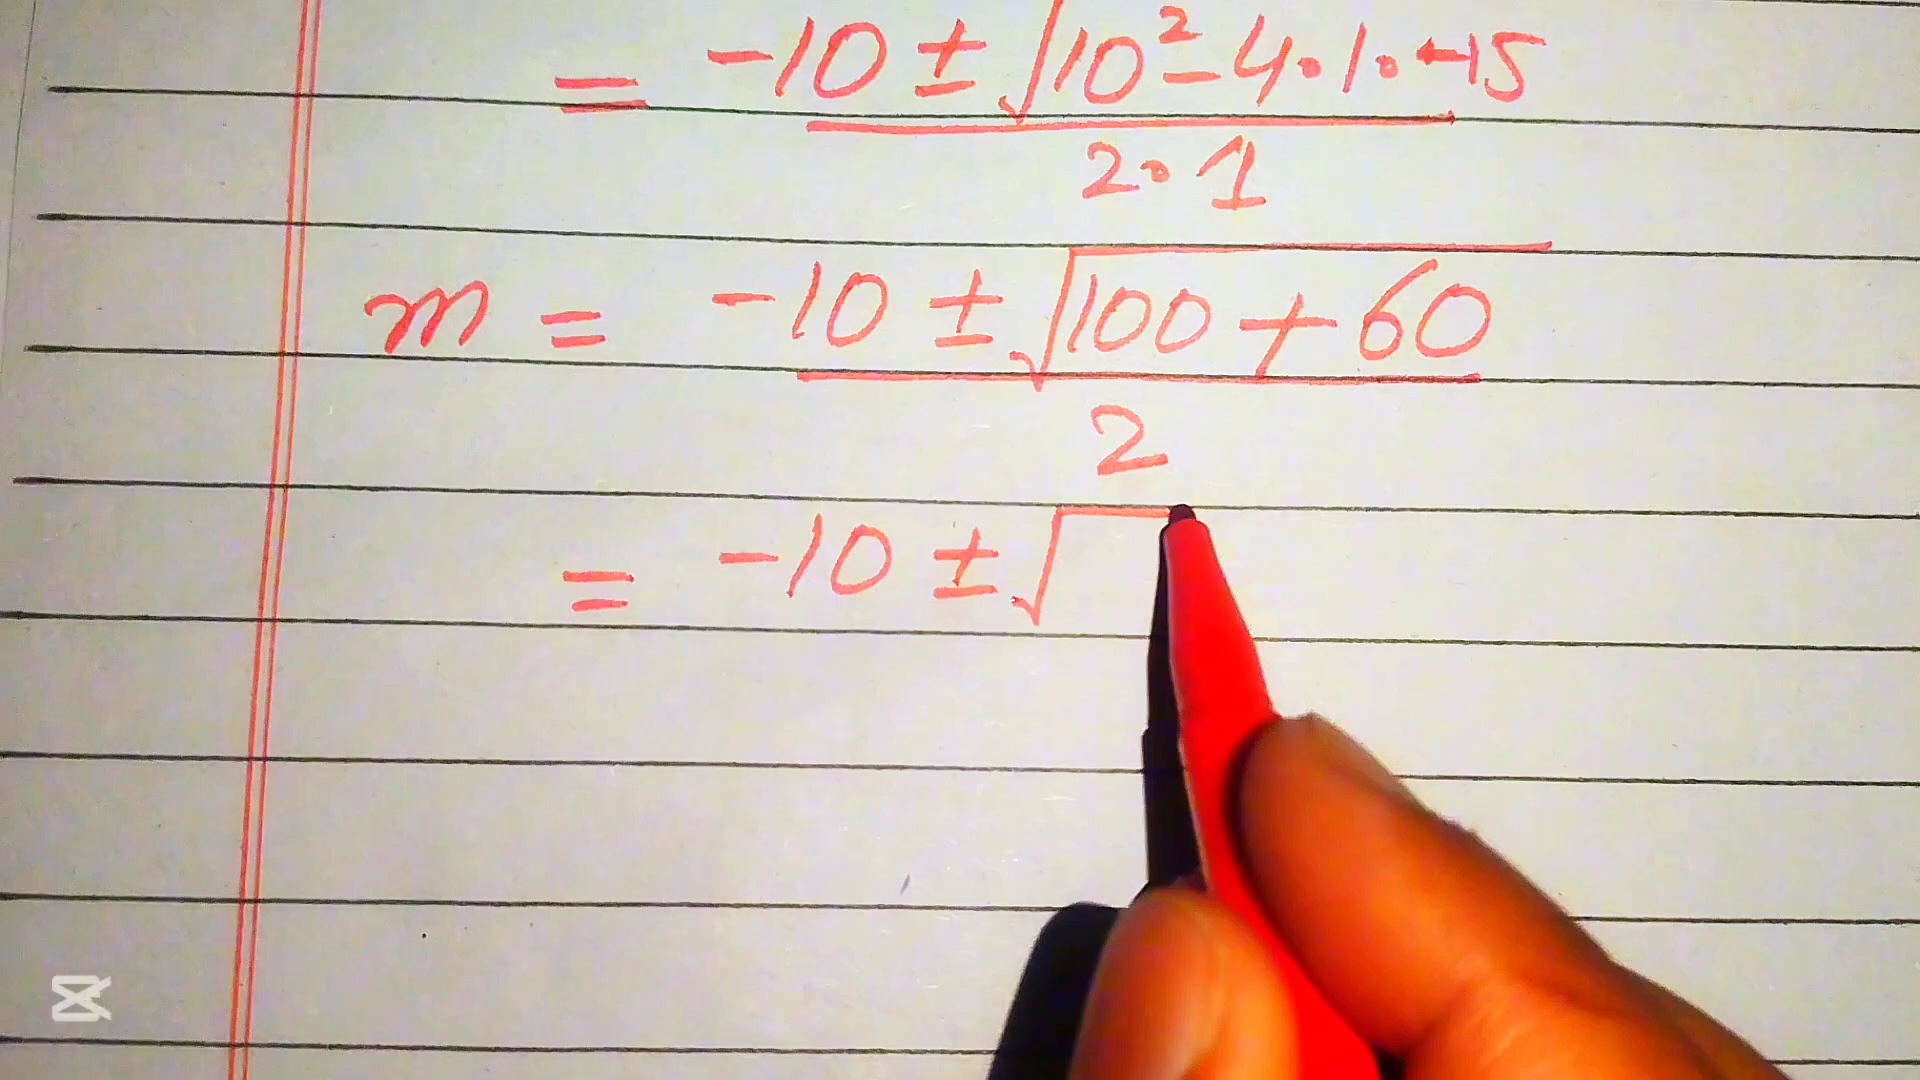 = -10 ± √10² - 4·1·-15
2·1
m = -10 ± √100 + 60
2
= -10 ± √